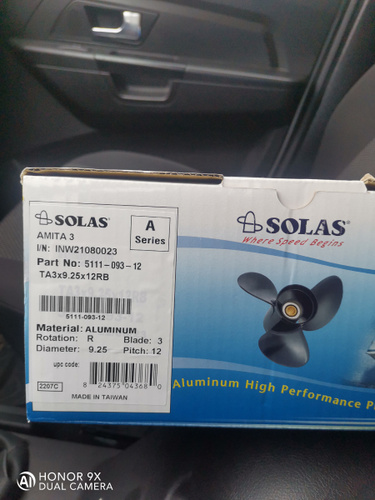 SOLAS
A
Series
AMITA 3
I/N: INW21080023
Part No: 5111-093-12
TA3x9.25x12RB
5111-093-12
Material: ALUMINUM
Rotation: R Blade: 3
Diameter: 9.25 Pitch: 12
upc code:
8 24375 04368 0
2207C
MADE IN TAIWAN
SOLAS
Where Speed Begins
Aluminum High Performance
HONOR 9X
DUAL CAMERA
AI